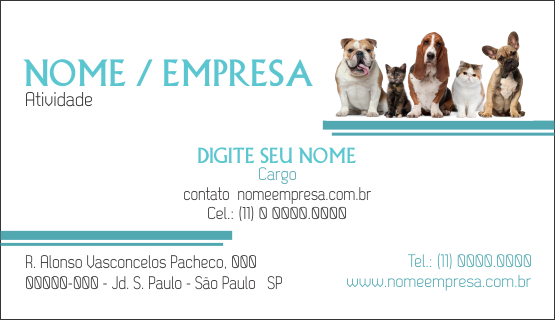 NOME / EMPRESA
Atividade
DIGITE SEU NOME
Cargo
contato nomeempresa.com.br
Cel.: (11) 0 0000.0000
R. Alonso Vasconcelos Pacheco, 000
00000-000 - Jd. S. Paulo - São Paulo SP
Tel.: (11) 0000.0000
www.nomeempresa.com.br